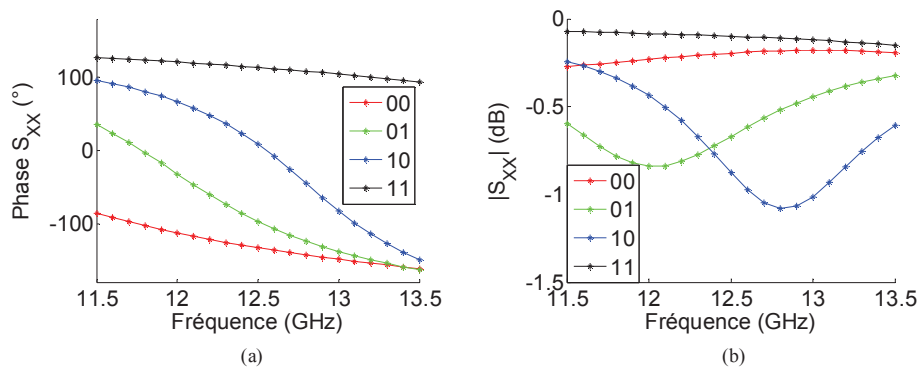 Phase S_XX (°)
100
0
-100
11.5 12 12.5 13 13.5
Fréquence (GHz)
00
01
10
11
(a)
|S_XX| (dB)
0
-0.5
-1
-1.5
11.5 12 12.5 13 13.5
Fréquence (GHz)
00
01
10
11
(b)